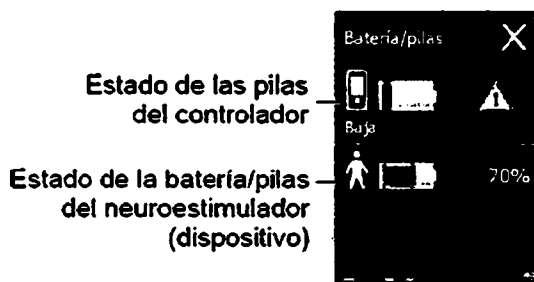 Batería/pilas
Estado de las pilas
del controlador
Baja
Estado de la batería/pilas
del neuroestimulador
(dispositivo)
70%